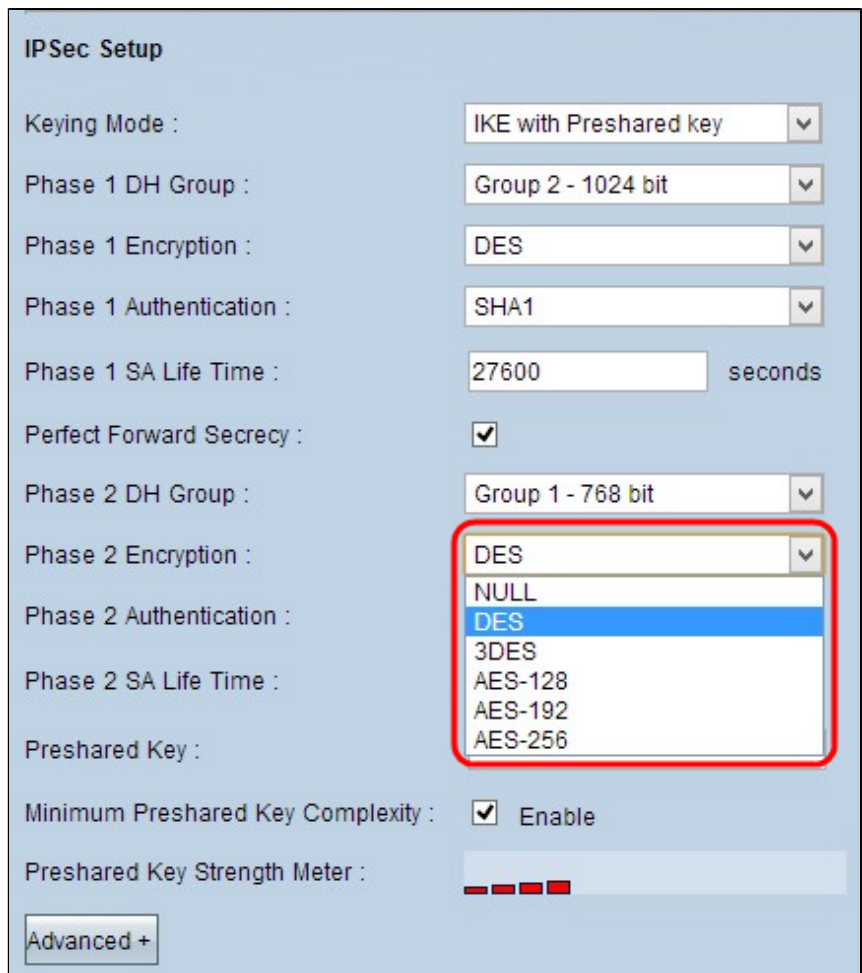 IPSec Setup
Keying Mode : IKE with Preshared key
Phase 1 DH Group : Group 2 - 1024 bit
Phase 1 Encryption : DES
Phase 1 Authentication : SHA1
Phase 1 SA Life Time : 27600 seconds
Perfect Forward Secrecy :
Phase 2 DH Group : Group 1 - 768 bit
Phase 2 Encryption : DES
NULL
Phase 2 Authentication : DES
3DES
Phase 2 SA Life Time : AES-128
AES-192
Preshared Key : AES-256
Minimum Preshared Key Complexity : Enable
Preshared Key Strength Meter :
Advanced +